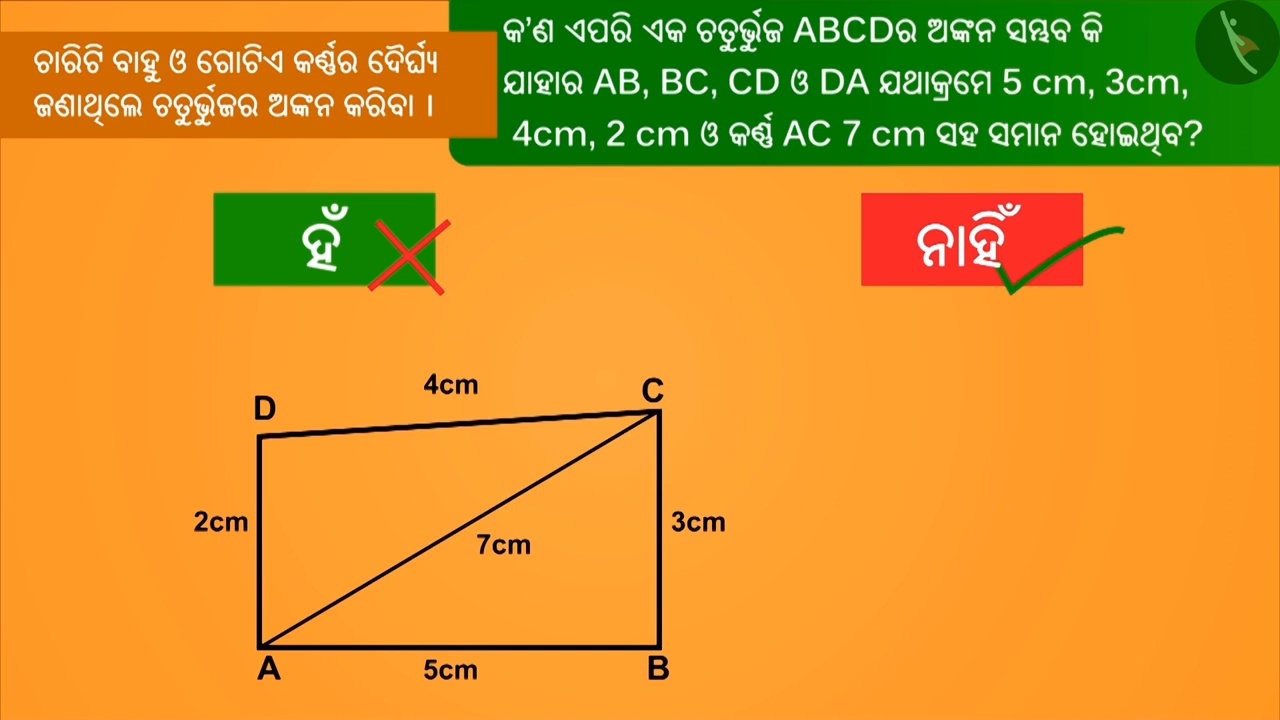 ଚାରିଟି ବାହୁ ଓ ଗୋଟିଏ କର୍ଣ୍ଣର ଦୈର୍ଘ୍ୟ
ଜଣାଥିଲେ ଚତୁର୍ଭୁଜର ଅଙ୍କନ କରିବା ।
କ'ଣ ଏପରି ଏକ ଚତୁର୍ଭୁଜ ABCDର ଅଙ୍କନ ସମ୍ଭବ କି
ଯାହାର AB, BC, CD ଓ DA ଯଥାକ୍ରମେ 5 cm, 3cm,
4cm, 2 cm ଓ କର୍ଣ୍ଣ AC 7 cm ସହ ସମାନ ହୋଇଥିବ?
ହଁ
ନାହିଁ
4cm
D
C
2cm
3cm
7cm
A
5cm
B